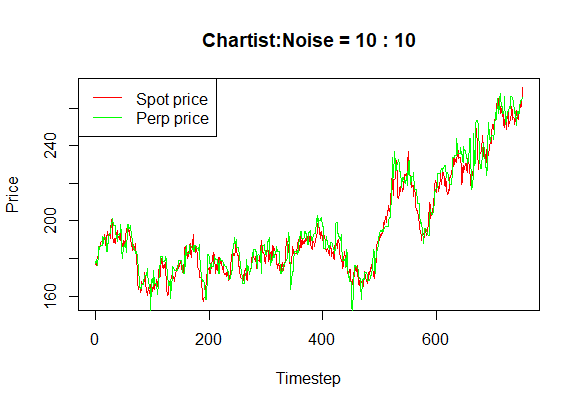 Chartist:Noise = 10 : 10
Spot price
Perp price
Price
240
200
160
0 200 400 600
Timestep